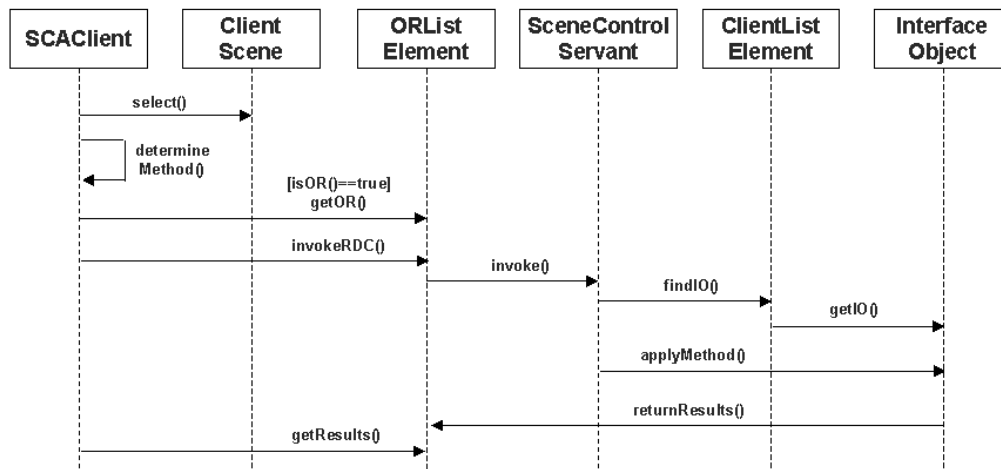 SCAClient
Client
Scene
ORList
Element
SceneControl
Servant
ClientList
Element
Interface
Object
select()
determine
Method()
[isOR()==true]
getOR()
invokeRDC()
invoke()
findIO()
getIO()
applyMethod()
returnResults()
getResults()